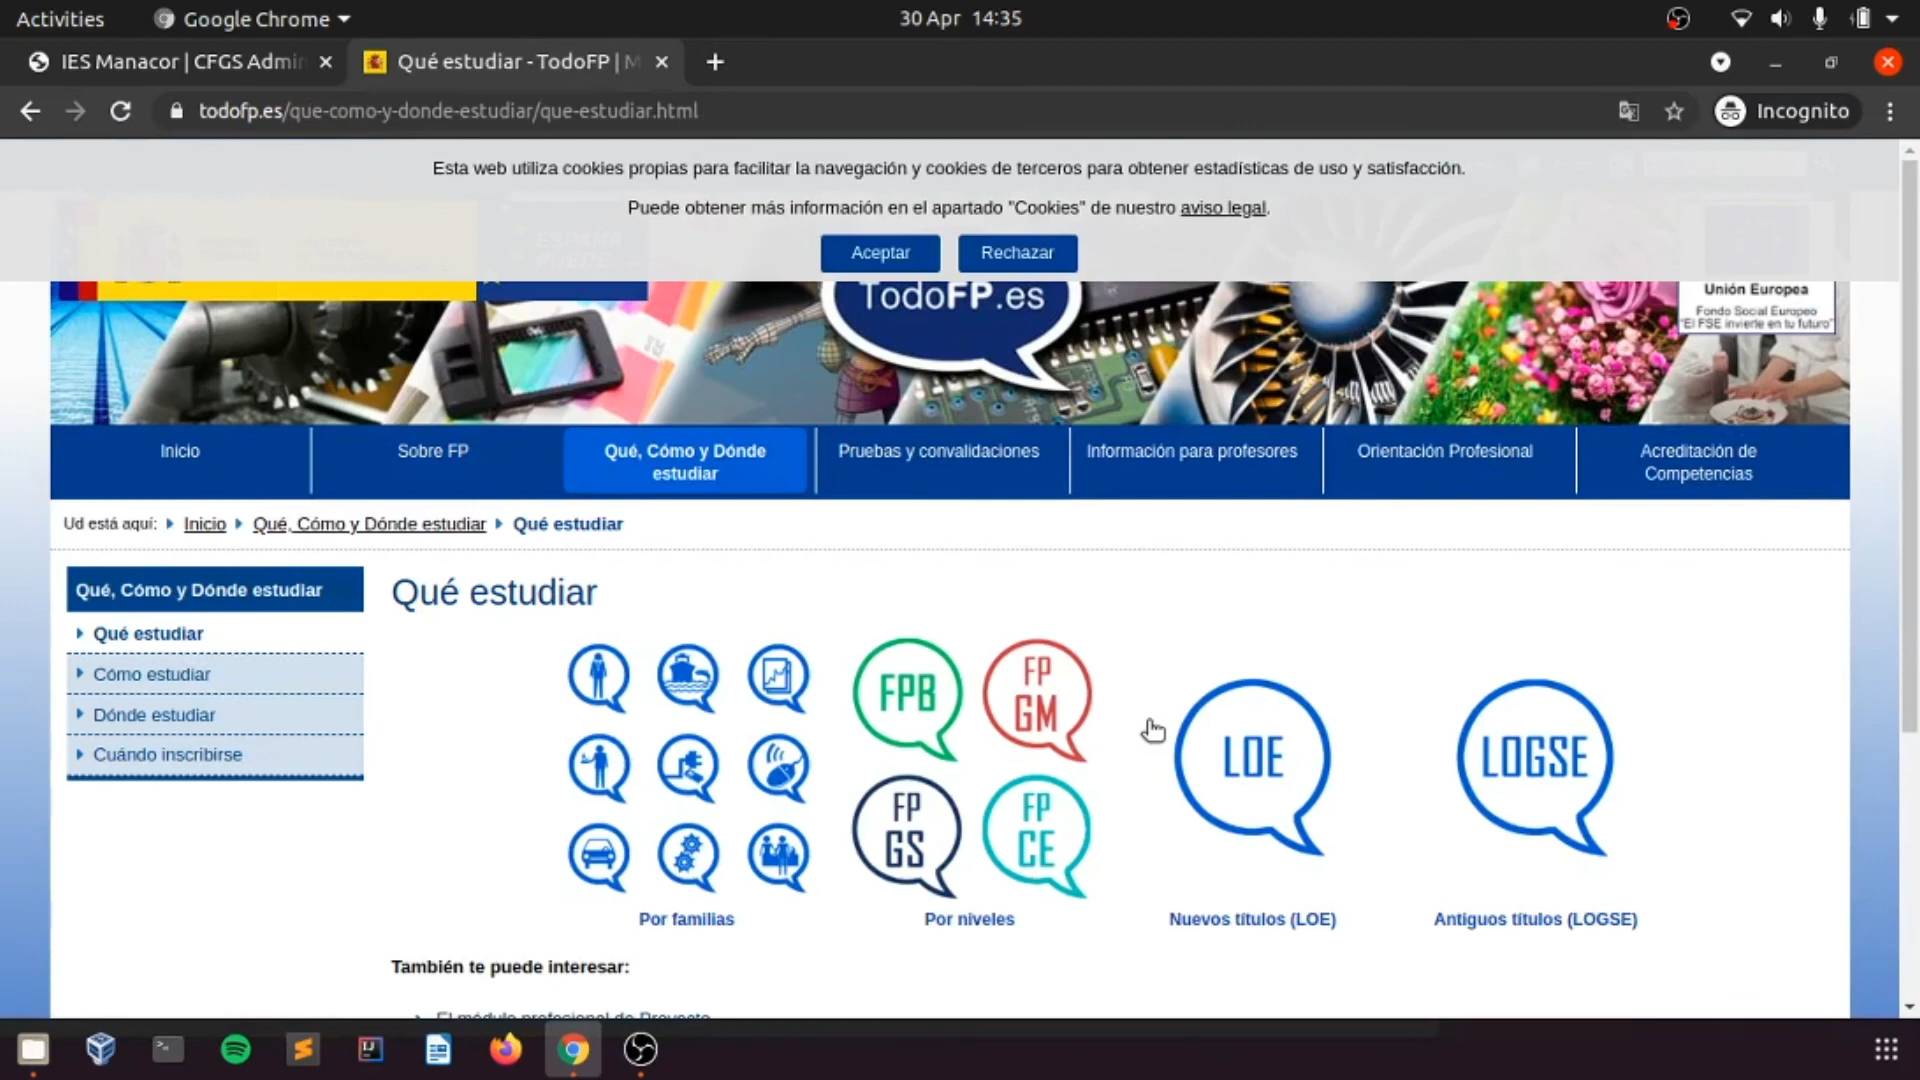 Activities
Google Chrome
30 Apr 14:35
IES Manacor | CFGS Admin
Qué estudiar - TodoFP | M
todofp.es/que-como-y-donde-estudiar/que-estudiar.html
Incognito
Esta web utiliza cookies propias para facilitar la navegación y cookies de terceros para obtener estadísticas de uso y satisfacción.
Puede obtener más información en el apartado "Cookies" de nuestro aviso legal.
ESPAÑA
PUEDE
Aceptar
Rechazar
TodoFP.es
Unión Europea
Fondo Social Europeo
"El FSE invierte en tu futuro"
Inicio
Sobre FP
Qué, Cómo y Dónde
estudiar
Pruebas y convalidaciones
Información para profesores
Orientación Profesional
Acreditación de
Competencias
Ud está aquí:
Inicio
Qué, Cómo y Dónde estudiar
Qué estudiar
Qué, Cómo y Dónde estudiar
Qué estudiar
Cómo estudiar
Dónde estudiar
Cuándo inscribirse
Qué estudiar
FPB
FP
GM
FP
GS
FP
CE
LOE
LOGSE
Por familias
Por niveles
Nuevos títulos (LOE)
Antiguos títulos (LOGSE)
También te puede interesar:
El módulo profesional de Proyecto